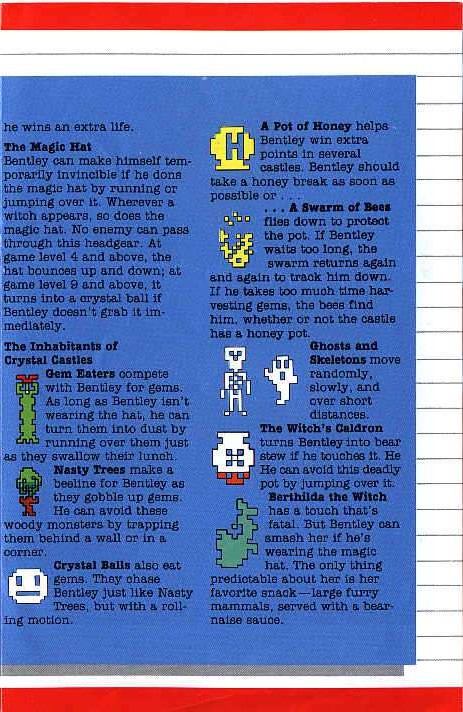 he wins an extra life.
The Magic Hat
Bentley can make himself tem-
porarily invincible if he dons
the magic hat by running or
jumping over it. Wherever a
witch appears, so does the
magic hat. No enemy can pass
through this headgear. At
game level 4 and above, the
hat bounces up and down; at
game level 9 and above, it
turns into a crystal ball if
Bentley doesn't grab it im-
mediately.
The Inhabitants of
Crystal Castles
Gem Eaters compete
with Bentley for gems.
As long as Bentley isn't
wearing the hat, he can
turn them into dust by
running over them just
as they swallow their lunch.
Nasty Trees make a
beeline for Bentley as
they gobble up gems.
He can avoid these
woody monsters by trapping
them behind a wall or in a
corner.
Crystal Balls also eat
gems. They chase
Bentley just like Nasty
Trees, but with a roll-
ing motion.
A Pot of Honey helps
Bentley win extra
points in several
castles. Bentley should
take a honey break as soon as
possible or . . .
. . . A Swarm of Bees
flies down to protect
the pot. If Bentley
waits too long, the
swarm returns again
and again to track him down.
If he takes too much time har-
vesting gems, the bees find
him, whether or not the castle
has a honey pot.
Ghosts and
Skeletons move
randomly,
slowly, and
over short
distances.
The Witch's Caldron
turns Bentley into bear
stew if he touches it. He
He can avoid this deadly
pot by jumping over it.
Berthilda the Witch
has a touch that's
fatal. But Bentley can
smash her if he's
wearing the magic
hat. The only thing
predictable about her is her
favorite snack—large furry
mammals, served with a bear-
naise sauce.